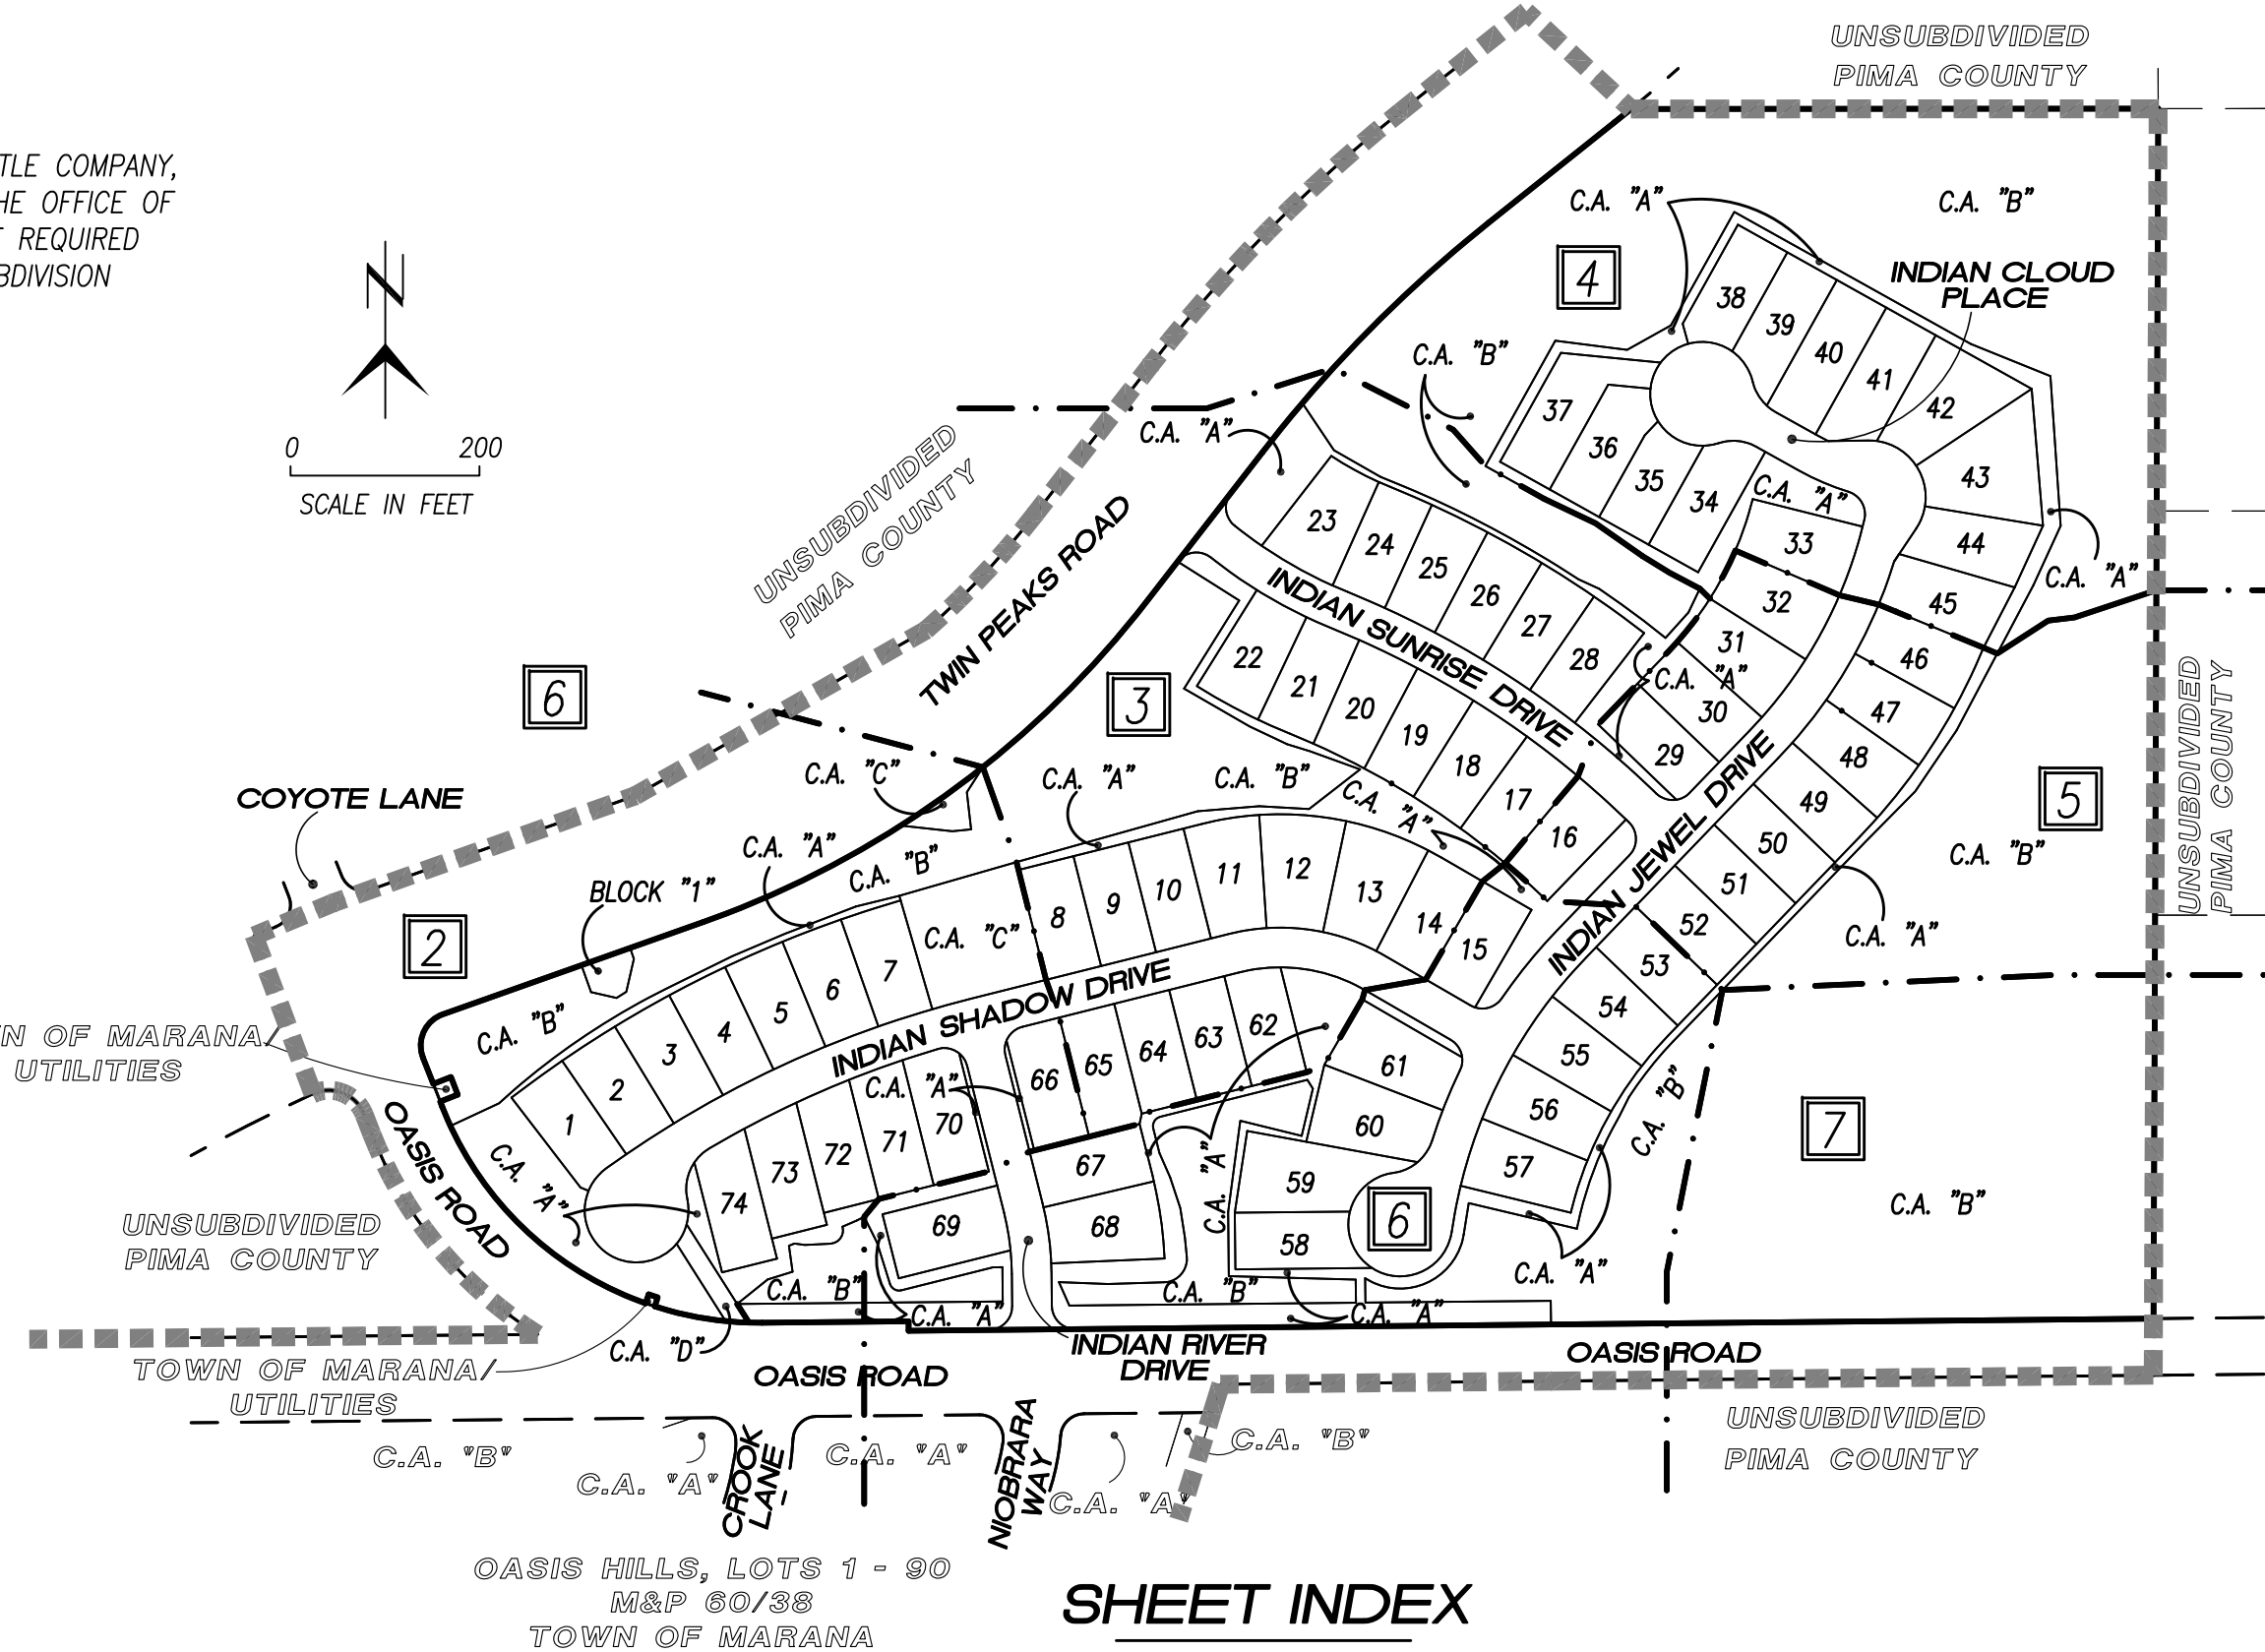 TLE COMPANY,
HE OFFICE OF
REQUIRED
BDIVISION
N
0 200
SCALE IN FEET
UNSUBDIVIDED
PIMA COUNTY
C.A. "A"
C.A. "B"
4
INDIAN CLOUD
PLACE
38
39
40
41
42
43
44
45
C.A. "B"
37
36
35
34
C.A. "A"
33
32
31
30
29
C.A. "A"
C.A. "A"
C.A. "A"
UNSUBDIVIDED
PIMA COUNTY
TWIN PEAKS ROAD
23
24
25
26
27
28
INDIAN SUNRISE DRIVE
22
21
20
19
18
17
16
3
6
46
47
48
49
50
51
52
53
54
55
56
57
INDIAN JEWEL DRIVE
5
C.A. "B"
C.A. "A"
UNSUBDIVIDED
PIMA COUNTY
COYOTE LANE
C.A. "C"
C.A. "A"
C.A. "B"
C.A. "A"
C.A. "A"
C.A. "B"
BLOCK "1"
2
C.A. "C"
C.A. "B"
1
2
3
4
5
6
7
8
9
10
11
12
13
14
15
INDIAN SHADOW DRIVE
WN OF MARANA/
UTILITIES
OASIS ROAD
C.A. "A"
C.A. "A"
74
73
72
71
70
69
66
65
64
63
62
67
68
61
60
59
58
6
C.A. "A"
C.A. "B"
7
C.A. "B"
UNSUBDIVIDED
PIMA COUNTY
C.A. "B"
C.A. "A"
C.A. "B"
C.A. "A"
C.A. "A"
C.A. "D"
TOWN OF MARANA/
UTILITIES
OASIS ROAD
INDIAN RIVER
DRIVE
OASIS ROAD
C.A. "B"
C.A. "A"
CROOK
LANE
C.A. "A"
NIOBRARA
WAY
C.A. "A"
C.A. "B"
UNSUBDIVIDED
PIMA COUNTY
OASIS HILLS, LOTS 1 - 90
M&P 60/38
TOWN OF MARANA
SHEET INDEX